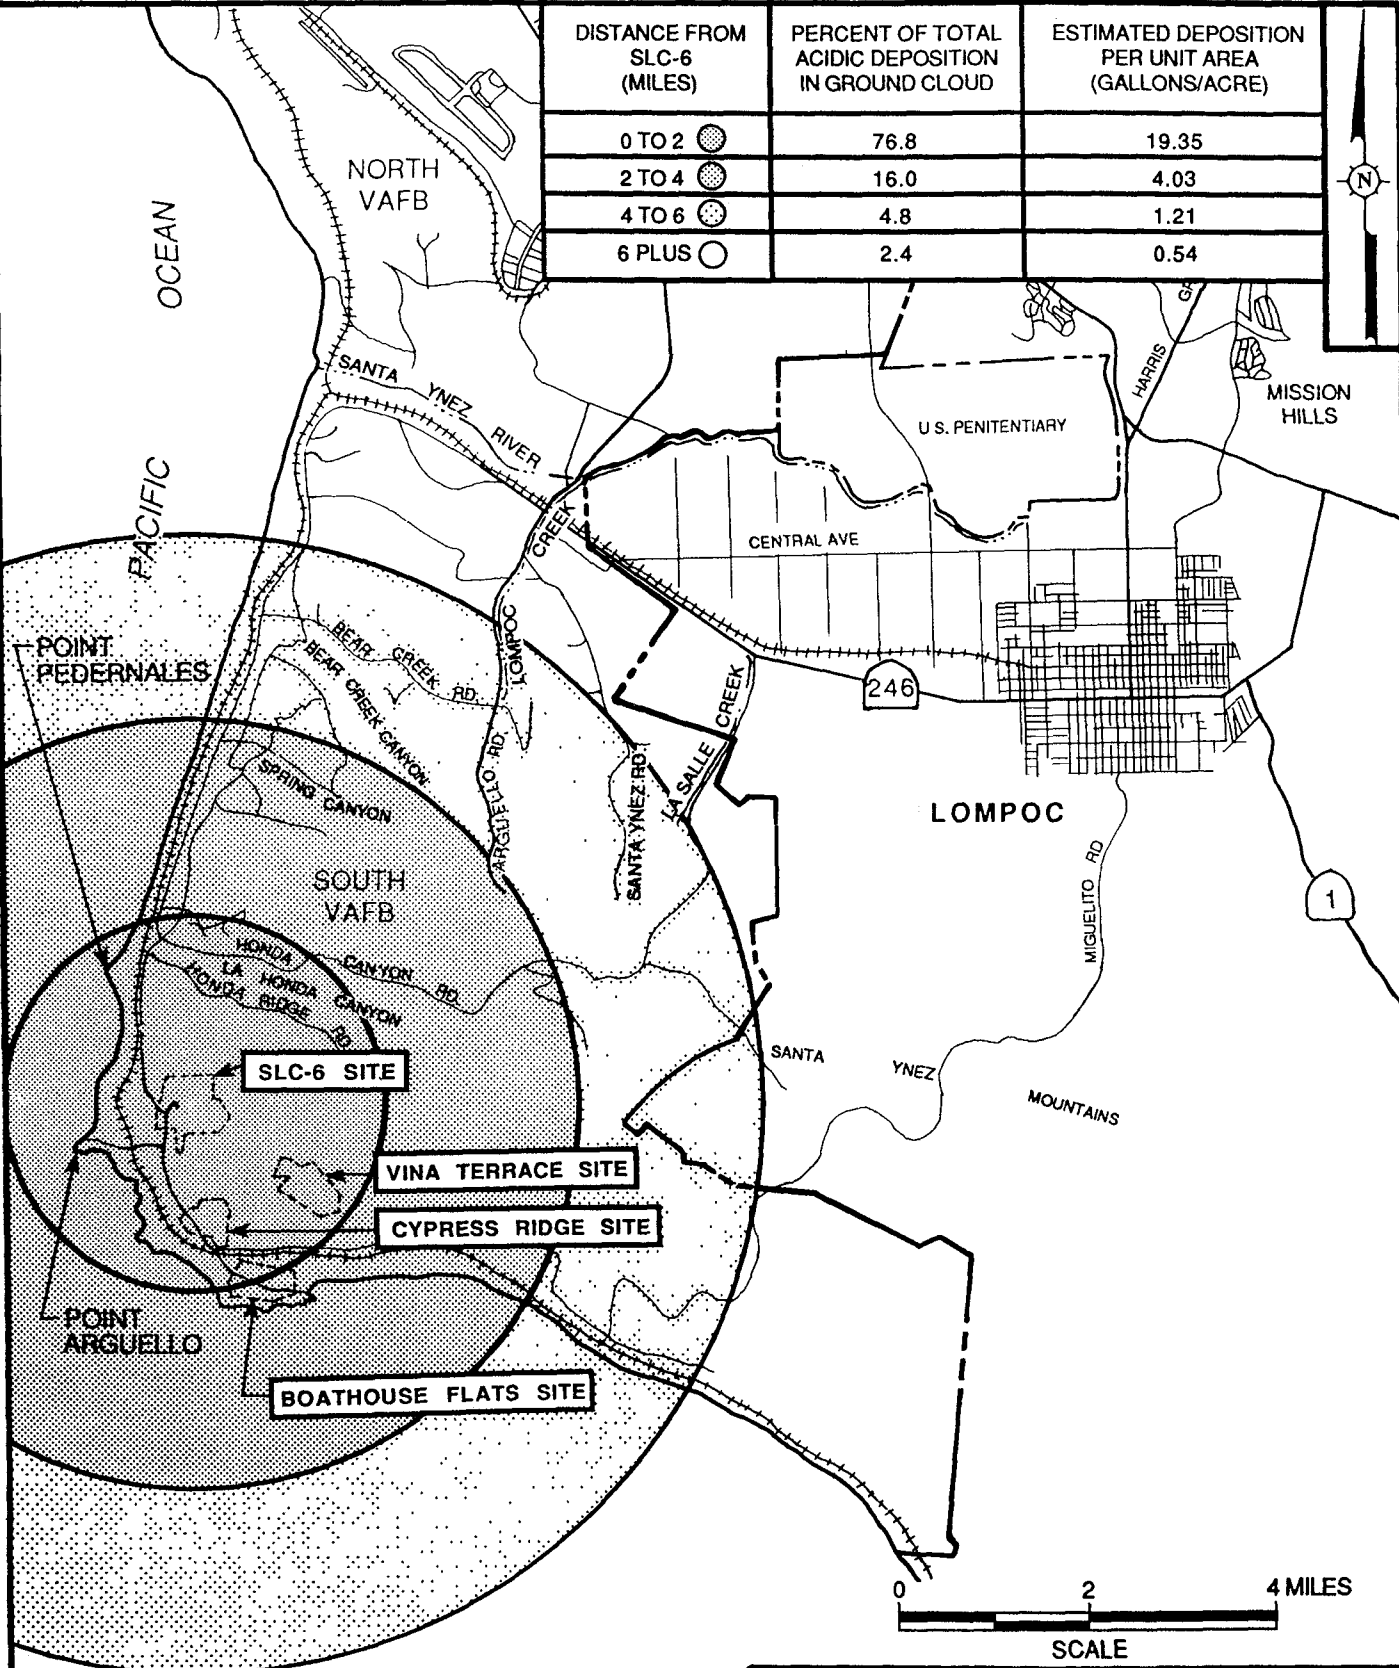 DISTANCE FROM
SLC-6
(MILES)
PERCENT OF TOTAL
ACIDIC DEPOSITION
IN GROUND CLOUD
ESTIMATED DEPOSITION
PER UNIT AREA
(GALLONS/ACRE)
0 TO 2 76.8 19.35
2 TO 4 16.0 4.03
4 TO 6 4.8 1.21
6 PLUS 2.4 0.54
N
NORTH
VAFB
PACIFIC OCEAN
SANTA YNEZ RIVER
HARRIS
MISSION
HILLS
U.S. PENITENTIARY
CENTRAL AVE
LOMPOC CREEK
POINT
PEDERNALES
BEAR CREEK RD
BEAR CREEK CANYON
246
LA SALLE CREEK
ARGUELLO RD.
SANTA YNEZ RD.
SPRING CANYON
LOMPOC
SOUTH
VAFB
MIGUELITO RD
1
HONDA CANYON RD.
LA HONDA CANYON
HONDA RIDGE RD.
SLC-6 SITE
SANTA YNEZ MOUNTAINS
VINA TERRACE SITE
CYPRESS RIDGE SITE
POINT
ARGUELLO
BOATHOUSE FLATS SITE
0 2 4 MILES
SCALE